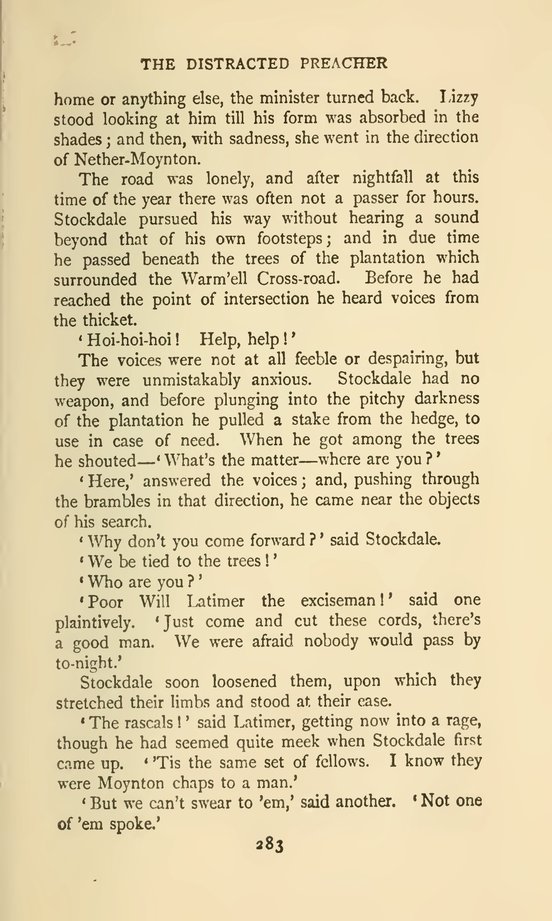 THE DISTRACTED PREACHER
home or anything else, the minister turned back. Lizzy
stood looking at him till his form was absorbed in the
shades ; and then, with sadness, she went in the direction
of Nether-Moynton.
The road was lonely, and after nightfall at this
time of the year there was often not a passer for hours.
Stockdale pursued his way without hearing a sound
beyond that of his own footsteps ; and in due time
he passed beneath the trees of the plantation which
surrounded the Warm'ell Cross-road. Before he had
reached the point of intersection he heard voices from
the thicket.
‘ Hoi-hoi-hoi ! Help, help ! ’
The voices were not at all feeble or despairing, but
they were unmistakably anxious. Stockdale had no
weapon, and before plunging into the pitchy darkness
of the plantation he pulled a stake from the hedge, to
use in case of need. When he got among the trees
he shouted—‘ What's the matter—where are you ? ’
‘ Here,’ answered the voices ; and, pushing through
the brambles in that direction, he came near the objects
of his search.
‘ Why don't you come forward ? ’ said Stockdale.
‘ We be tied to the trees ! ’
‘ Who are you ? ’
‘ Poor Will Latimer the exciseman ! ’ said one
plaintively. ‘ Just come and cut these cords, there's
a good man. We were afraid nobody would pass by
to-night.’
Stockdale soon loosened them, upon which they
stretched their limbs and stood at their ease.
‘ The rascals ! ’ said Latimer, getting now into a rage,
though he had seemed quite meek when Stockdale first
came up. ‘ 'Tis the same set of fellows. I know they
were Moynton chaps to a man.’
‘ But we can't swear to 'em,’ said another. ‘ Not one
of 'em spoke.’
283